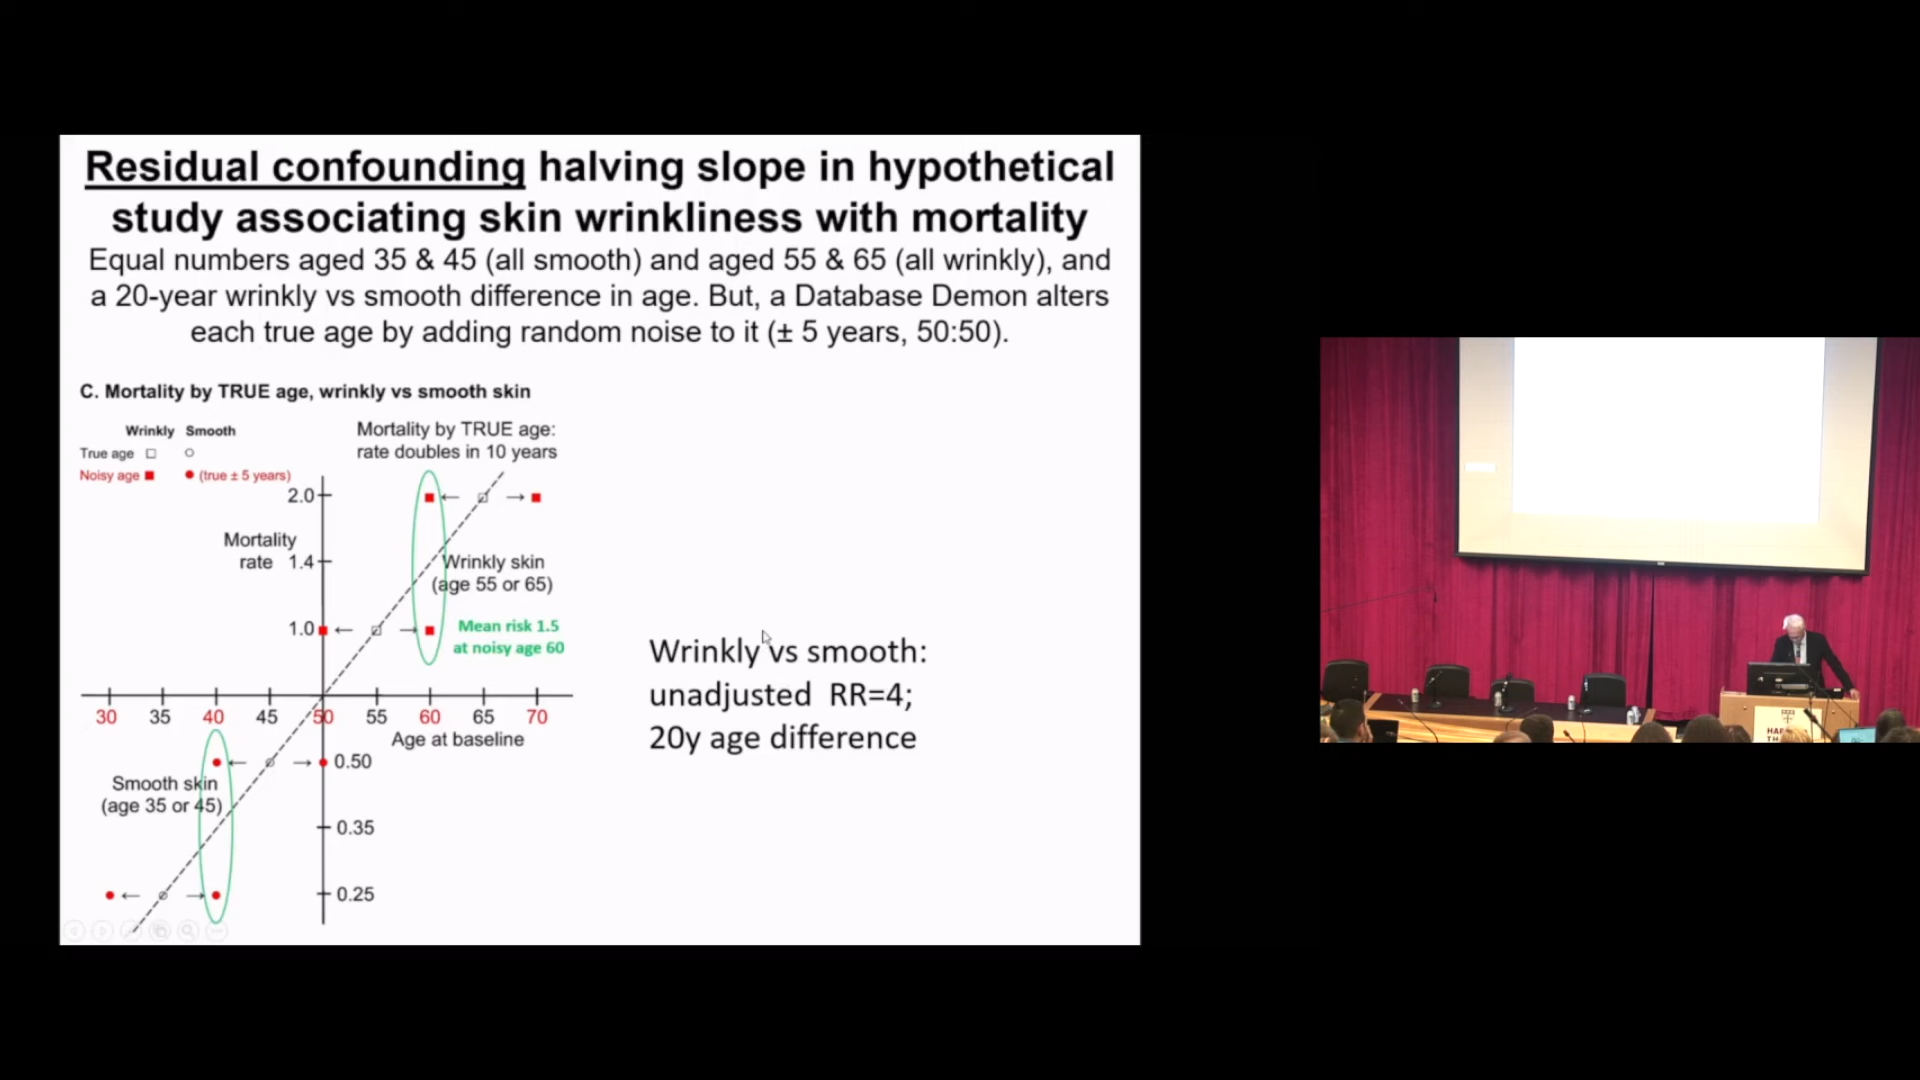 Residual confounding halving slope in hypothetical
study associating skin wrinkliness with mortality
Equal numbers aged 35 & 45 (all smooth) and aged 55 & 65 (all wrinkly), and
a 20-year wrinkly vs smooth difference in age. But, a Database Demon alters
each true age by adding random noise to it (± 5 years, 50:50).
C. Mortality by TRUE age, wrinkly vs smooth skin
Wrinkly Smooth
True age
Noisy age (true ± 5 years)
Mortality by TRUE age:
rate doubles in 10 years
2.0
Mortality
rate 1.4
Wrinkly skin
(age 55 or 65)
1.0
Mean risk 1.5
at noisy age 60
30 35 40 45 50 55 60 65 70
Age at baseline
0.50
Smooth skin
(age 35 or 45)
0.35
0.25
Wrinkly vs smooth:
unadjusted RR=4;
20y age difference